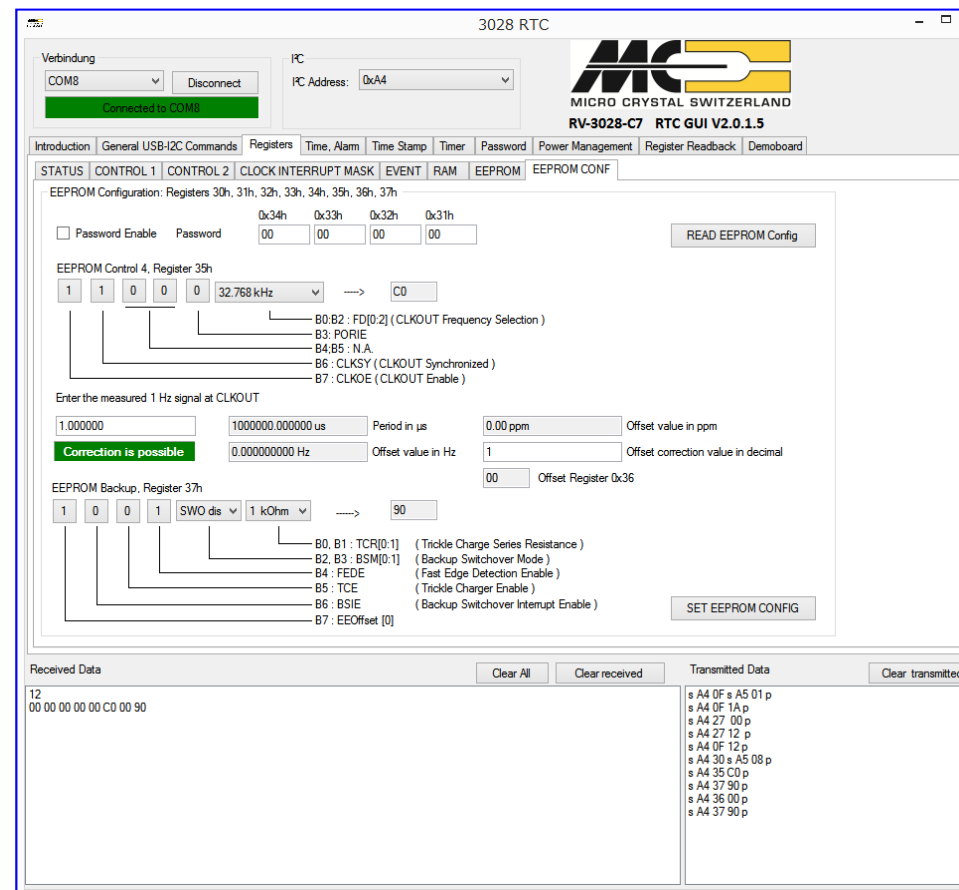 3028 RTC
Verbindung
COM8
Disconnect
Connected to COM8
I²C
I²C Address:
0xA4
MICRO CRYSTAL SWITZERLAND
RV-3028-C7 RTC GUI V2.0.1.5
Introduction General USB-I2C Commands Registers Time, Alarm Time Stamp Timer Password Power Management Register Readback Demoboard
STATUS CONTROL 1 CONTROL 2 CLOCK INTERRUPT MASK EVENT RAM EEPROM EEPROM CONF
EEPROM Configuration: Registers 30h, 31h, 32h, 33h, 34h, 35h, 36h, 37h
0x34h 0x33h 0x32h 0x31h
Password Enable Password 00 00 00 00 READ EEPROM Config
EEPROM Control 4, Register 35h
1 1 0 0 0 32.768 kHz ----> C0
B0:B2 : FD[0:2] ( CLKOUT Frequency Selection )
B3: PORIE
B4;B5 : N.A.
B6 : CLKSY ( CLKOUT Synchronized )
B7 : CLKOE ( CLKOUT Enable )
Enter the measured 1 Hz signal at CLKOUT
1.000000 1000000.000000 us Period in µs 0.00 ppm Offset value in ppm
Correction is possible 0.000000000 Hz Offset value in Hz 1 Offset correction value in decimal
00 Offset Register 0x36
EEPROM Backup, Register 37h
1 0 0 1 SWO dis 1 kOhm -----> 90
B0, B1 : TCR[0:1] ( Trickle Charge Series Resistance )
B2, B3 : BSM[0:1] ( Backup Switchover Mode )
B4 : FEDE ( Fast Edge Detection Enable )
B5 : TCE ( Trickle Charger Enable )
B6 : BSIE ( Backup Switchover Interrupt Enable )
B7 : EEOffset [0]
SET EEPROM CONFIG
Received Data Clear All Clear received
12
00 00 00 00 00 C0 00 90
Transmitted Data Clear transmitted
s A4 0F s A5 01 p
s A4 0F 1A p
s A4 27 00 p
s A4 27 12 p
s A4 0F 12 p
s A4 30 s A5 08 p
s A4 35 C0 p
s A4 37 90 p
s A4 36 00 p
s A4 37 90 p